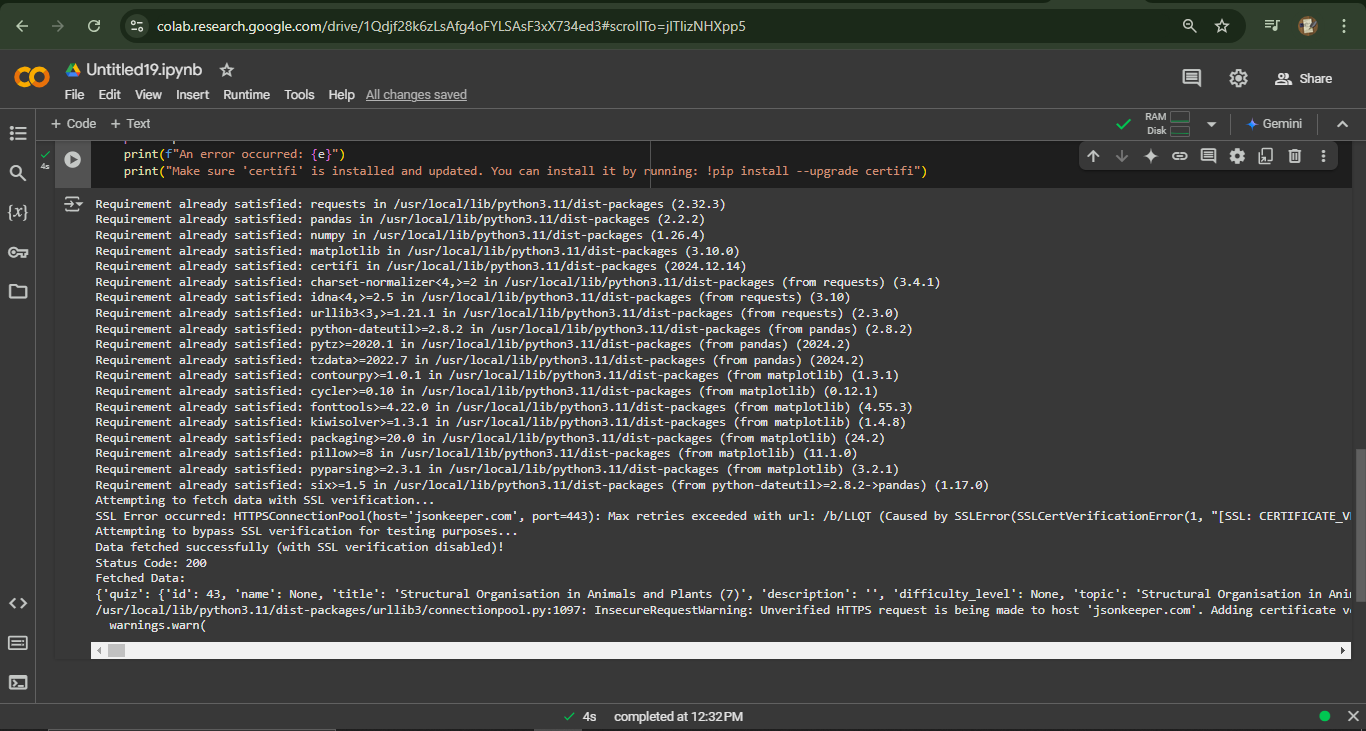 colab.research.google.com/drive/1Qdjf28k6zLsAfg4oFYLSAsF3xX734ed3#scrollTo=jlTIizNHXpp5
Untitled19.ipynb
File Edit View Insert Runtime Tools Help All changes saved
Share
+ Code + Text
RAM
Disk
Gemini
4s
print(f"An error occurred: {e}")
print("Make sure 'certifi' is installed and updated. You can install it by running: !pip install --upgrade certifi")
Requirement already satisfied: requests in /usr/local/lib/python3.11/dist-packages (2.32.3)
Requirement already satisfied: pandas in /usr/local/lib/python3.11/dist-packages (2.2.2)
Requirement already satisfied: numpy in /usr/local/lib/python3.11/dist-packages (1.26.4)
Requirement already satisfied: matplotlib in /usr/local/lib/python3.11/dist-packages (3.10.0)
Requirement already satisfied: certifi in /usr/local/lib/python3.11/dist-packages (2024.12.14)
Requirement already satisfied: charset-normalizer<4,>=2 in /usr/local/lib/python3.11/dist-packages (from requests) (3.4.1)
Requirement already satisfied: idna<4,>=2.5 in /usr/local/lib/python3.11/dist-packages (from requests) (3.10)
Requirement already satisfied: urllib3<3,>=1.21.1 in /usr/local/lib/python3.11/dist-packages (from requests) (2.3.0)
Requirement already satisfied: python-dateutil>=2.8.2 in /usr/local/lib/python3.11/dist-packages (from pandas) (2.8.2)
Requirement already satisfied: pytz>=2020.1 in /usr/local/lib/python3.11/dist-packages (from pandas) (2024.2)
Requirement already satisfied: tzdata>=2022.7 in /usr/local/lib/python3.11/dist-packages (from pandas) (2024.2)
Requirement already satisfied: contourpy>=1.0.1 in /usr/local/lib/python3.11/dist-packages (from matplotlib) (1.3.1)
Requirement already satisfied: cycler>=0.10 in /usr/local/lib/python3.11/dist-packages (from matplotlib) (0.12.1)
Requirement already satisfied: fonttools>=4.22.0 in /usr/local/lib/python3.11/dist-packages (from matplotlib) (4.55.3)
Requirement already satisfied: kiwisolver>=1.3.1 in /usr/local/lib/python3.11/dist-packages (from matplotlib) (1.4.8)
Requirement already satisfied: packaging>=20.0 in /usr/local/lib/python3.11/dist-packages (from matplotlib) (24.2)
Requirement already satisfied: pillow>=8 in /usr/local/lib/python3.11/dist-packages (from matplotlib) (11.1.0)
Requirement already satisfied: pyparsing>=2.3.1 in /usr/local/lib/python3.11/dist-packages (from matplotlib) (3.2.1)
Requirement already satisfied: six>=1.5 in /usr/local/lib/python3.11/dist-packages (from python-dateutil>=2.8.2->pandas) (1.17.0)
Attempting to fetch data with SSL verification...
SSL Error occurred: HTTPSConnectionPool(host='jsonkeeper.com', port=443): Max retries exceeded with url: /b/LLQT (Caused by SSLError(SSLCertVerificationError(1, "[SSL: CERTIFICATE_VE
Attempting to bypass SSL verification for testing purposes...
Data fetched successfully (with SSL verification disabled)!
Status Code: 200
Fetched Data:
{'quiz': {'id': 43, 'name': None, 'title': 'Structural Organisation in Animals and Plants (7)', 'description': '', 'difficulty_level': None, 'topic': 'Structural Organisation in Ani
/usr/local/lib/python3.11/dist-packages/urllib3/connectionpool.py:1097: InsecureRequestWarning: Unverified HTTPS request is being made to host 'jsonkeeper.com'. Adding certificate ve
warnings.warn(
4s completed at 12:32 PM